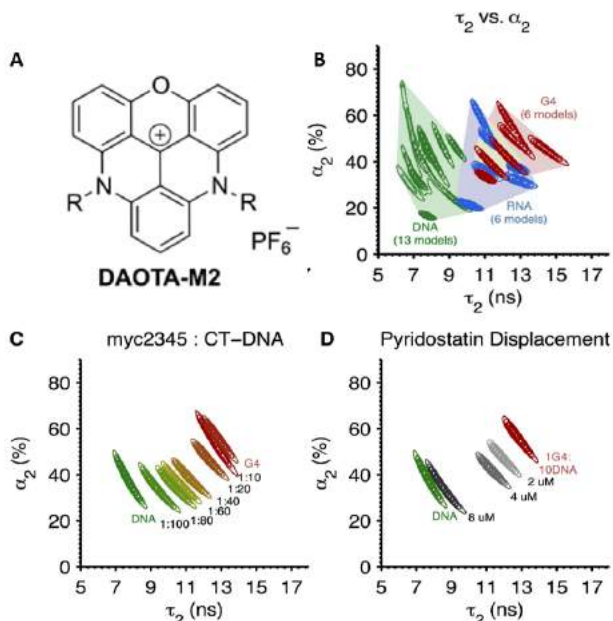 A
O
+
N
N
R
R
PF6−
DAOTA-M2
τ2 vs. α2
B
80
60
40
20
0
α2 (%)
G4
(6 models)
RNA
(6 models)
DNA
(13 models)
5 7 9 11 13 15 17
τ2 (ns)
C
myc2345 : CT-DNA
80
60
40
20
0
α2 (%)
G4
1:10
1:20
1:40
1:60
1:80
1:100
DNA
5 7 9 11 13 15 17
τ2 (ns)
D
Pyridostatin Displacement
80
60
40
20
0
α2 (%)
1G4:
10DNA
2 uM
4 uM
8 uM
DNA
5 7 9 11 13 15 17
τ2 (ns)